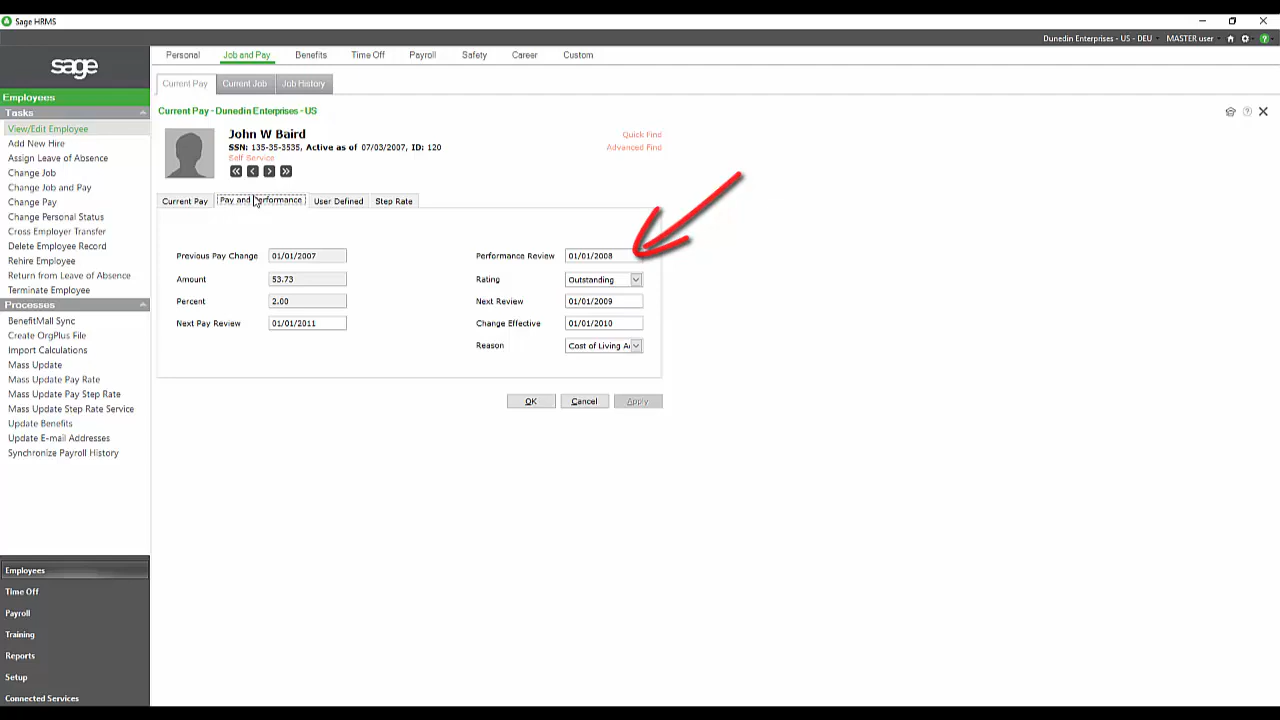 Sage HRMS
Dunedin Enterprises - US - DEU
MASTER user
sage
Personal
Job and Pay
Benefits
Time Off
Payroll
Safety
Career
Custom
Current Pay
Current Job
Job History
Employees
Tasks
View/Edit Employee
Add New Hire
Assign Leave of Absence
Change Job
Change Job and Pay
Change Pay
Change Personal Status
Cross Employer Transfer
Delete Employee Record
Rehire Employee
Return from Leave of Absence
Terminate Employee
Processes
BenefitMall Sync
Create OrgPlus File
Import Calculations
Mass Update
Mass Update Pay Rate
Mass Update Pay Step Rate
Mass Update Step Rate Service
Update Benefits
Update E-mail Addresses
Synchronize Payroll History
Employees
Time Off
Payroll
Training
Reports
Setup
Connected Services
Current Pay - Dunedin Enterprises - US
John W Baird
SSN: 135-35-3535, Active as of 07/03/2007, ID: 120
Self Service
Quick Find
Advanced Find
Current Pay
Pay and Performance
User Defined
Step Rate
Previous Pay Change 01/01/2007
Amount 53.73
Percent 2.00
Next Pay Review 01/01/2011
Performance Review 01/01/2008
Rating Outstanding
Next Review 01/01/2009
Change Effective 01/01/2010
Reason Cost of Living A
OK
Cancel
Apply